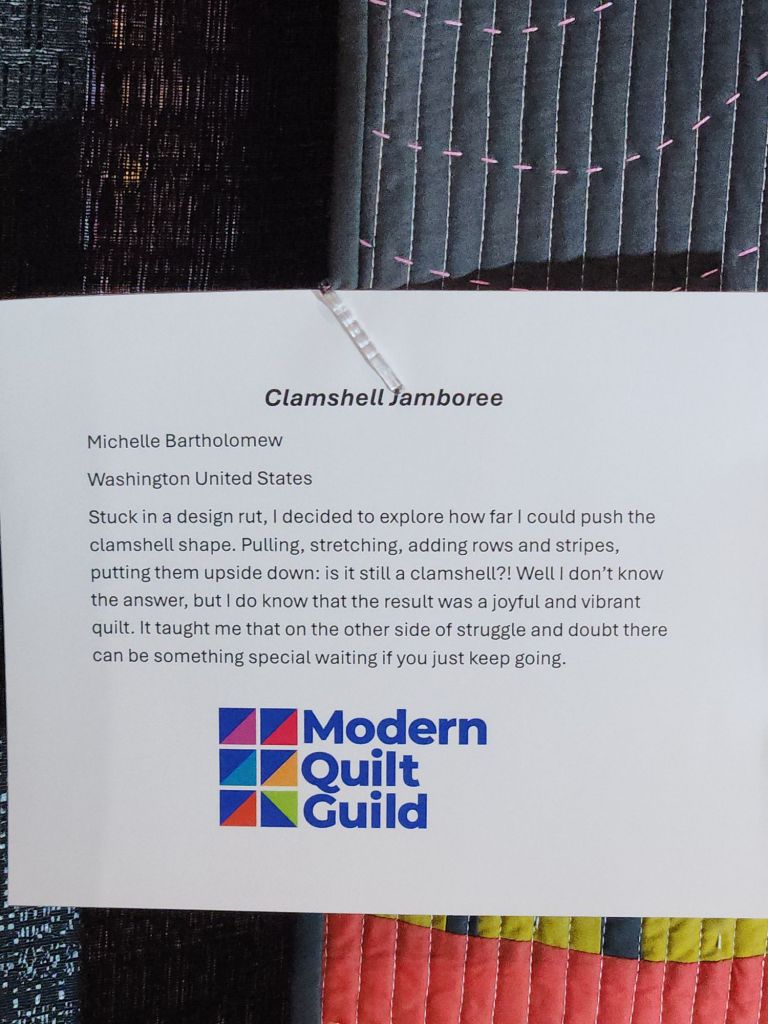 Clamshell Jamboree
Michelle Bartholomew
Washington United States
Stuck in a design rut, I decided to explore how far I could push the
clamshell shape. Pulling, stretching, adding rows and stripes,
putting them upside down: is it still a clamshell?! Well I don't know
the answer, but I do know that the result was a joyful and vibrant
quilt. It taught me that on the other side of struggle and doubt there
can be something special waiting if you just keep going.
Modern
Quilt
Guild